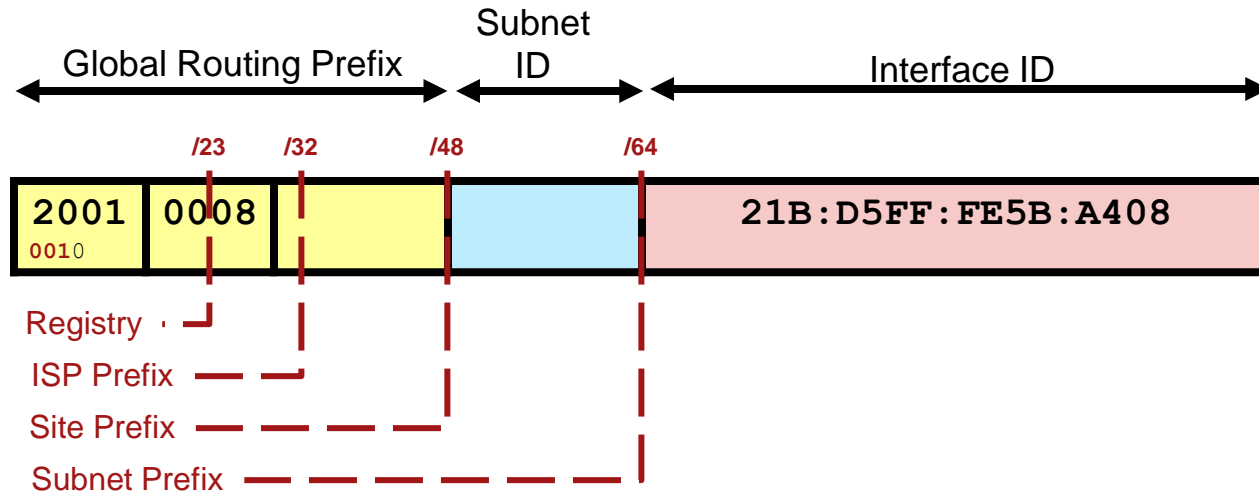 Subnet
ID
Global Routing Prefix
Interface ID
/23 /32 /48 /64
2001 0008 21B:D5FF:FE5B:A408
0010
Registry
ISP Prefix
Site Prefix
Subnet Prefix